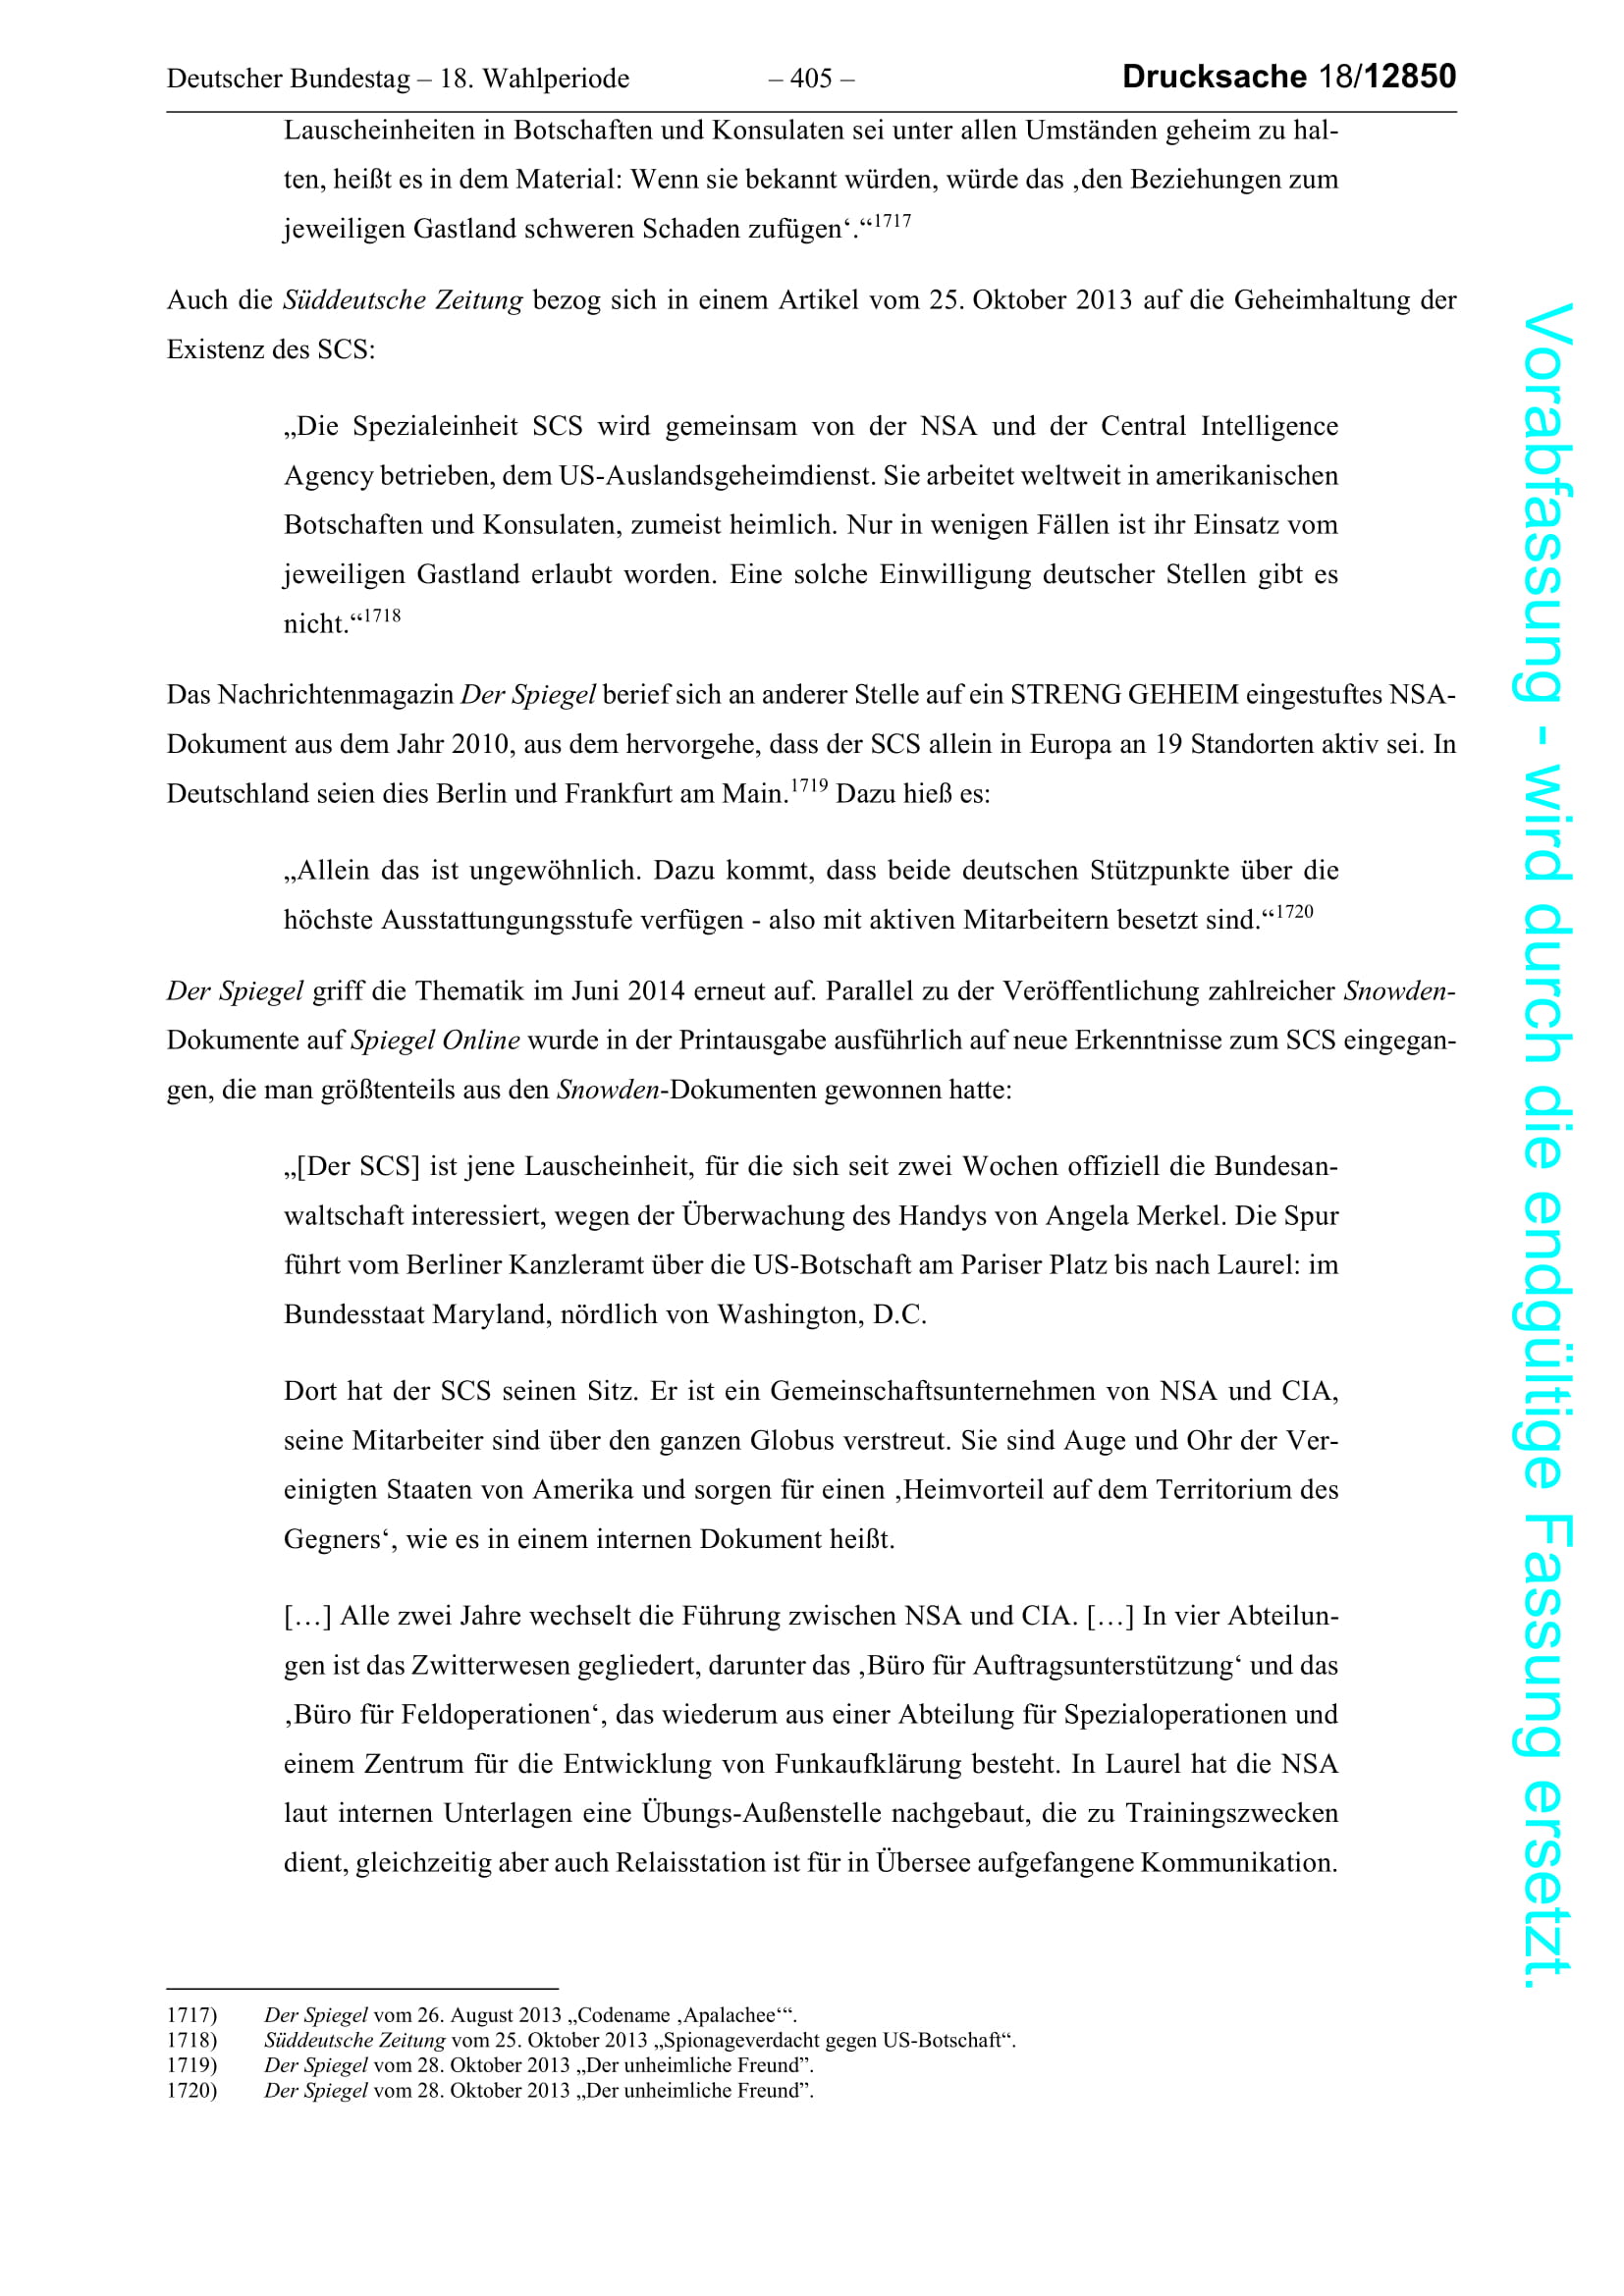 Deutscher Bundestag – 18. Wahlperiode – 405 – Drucksache 18/12850
Lauscheinheiten in Botschaften und Konsulaten sei unter allen Umständen geheim zu hal-
ten, heißt es in dem Material: Wenn sie bekannt würden, würde das ‚den Beziehungen zum
jeweiligen Gastland schweren Schaden zufügen‘.“1717
Auch die Süddeutsche Zeitung bezog sich in einem Artikel vom 25. Oktober 2013 auf die Geheimhaltung der
Existenz des SCS:
„Die Spezialeinheit SCS wird gemeinsam von der NSA und der Central Intelligence
Agency betrieben, dem US-Auslandsgeheimdienst. Sie arbeitet weltweit in amerikanischen
Botschaften und Konsulaten, zumeist heimlich. Nur in wenigen Fällen ist ihr Einsatz vom
jeweiligen Gastland erlaubt worden. Eine solche Einwilligung deutscher Stellen gibt es
nicht.“1718
Das Nachrichtenmagazin Der Spiegel berief sich an anderer Stelle auf ein STRENG GEHEIM eingestuftes NSA-
Dokument aus dem Jahr 2010, aus dem hervorgehe, dass der SCS allein in Europa an 19 Standorten aktiv sei. In
Deutschland seien dies Berlin und Frankfurt am Main.1719 Dazu hieß es:
„Allein das ist ungewöhnlich. Dazu kommt, dass beide deutschen Stützpunkte über die
höchste Ausstattungungsstufe verfügen - also mit aktiven Mitarbeitern besetzt sind.“1720
Der Spiegel griff die Thematik im Juni 2014 erneut auf. Parallel zu der Veröffentlichung zahlreicher Snowden-
Dokumente auf Spiegel Online wurde in der Printausgabe ausführlich auf neue Erkenntnisse zum SCS eingegan-
gen, die man größtenteils aus den Snowden-Dokumenten gewonnen hatte:
„[Der SCS] ist jene Lauscheinheit, für die sich seit zwei Wochen offiziell die Bundesan-
waltschaft interessiert, wegen der Überwachung des Handys von Angela Merkel. Die Spur
führt vom Berliner Kanzleramt über die US-Botschaft am Pariser Platz bis nach Laurel: im
Bundesstaat Maryland, nördlich von Washington, D.C.
Dort hat der SCS seinen Sitz. Er ist ein Gemeinschaftsunternehmen von NSA und CIA,
seine Mitarbeiter sind über den ganzen Globus verstreut. Sie sind Auge und Ohr der Ver-
einigten Staaten von Amerika und sorgen für einen ‚Heimvorteil auf dem Territorium des
Gegners‘, wie es in einem internen Dokument heißt.
[…] Alle zwei Jahre wechselt die Führung zwischen NSA und CIA. […] In vier Abteilun-
gen ist das Zwitterwesen gegliedert, darunter das ‚Büro für Auftragsunterstützung‘ und das
‚Büro für Feldoperationen‘, das wiederum aus einer Abteilung für Spezialoperationen und
einem Zentrum für die Entwicklung von Funkaufklärung besteht. In Laurel hat die NSA
laut internen Unterlagen eine Übungs-Außenstelle nachgebaut, die zu Trainingszwecken
dient, gleichzeitig aber auch Relaisstation ist für in Übersee aufgefangene Kommunikation.
1717) Der Spiegel vom 26. August 2013 „Codename ‚Apalachee‘“.
1718) Süddeutsche Zeitung vom 25. Oktober 2013 „Spionageverdacht gegen US-Botschaft“.
1719) Der Spiegel vom 28. Oktober 2013 „Der unheimliche Freund”.
1720) Der Spiegel vom 28. Oktober 2013 „Der unheimliche Freund”.
Vorabfassung - wird durch die endgültige Fassung ersetzt.